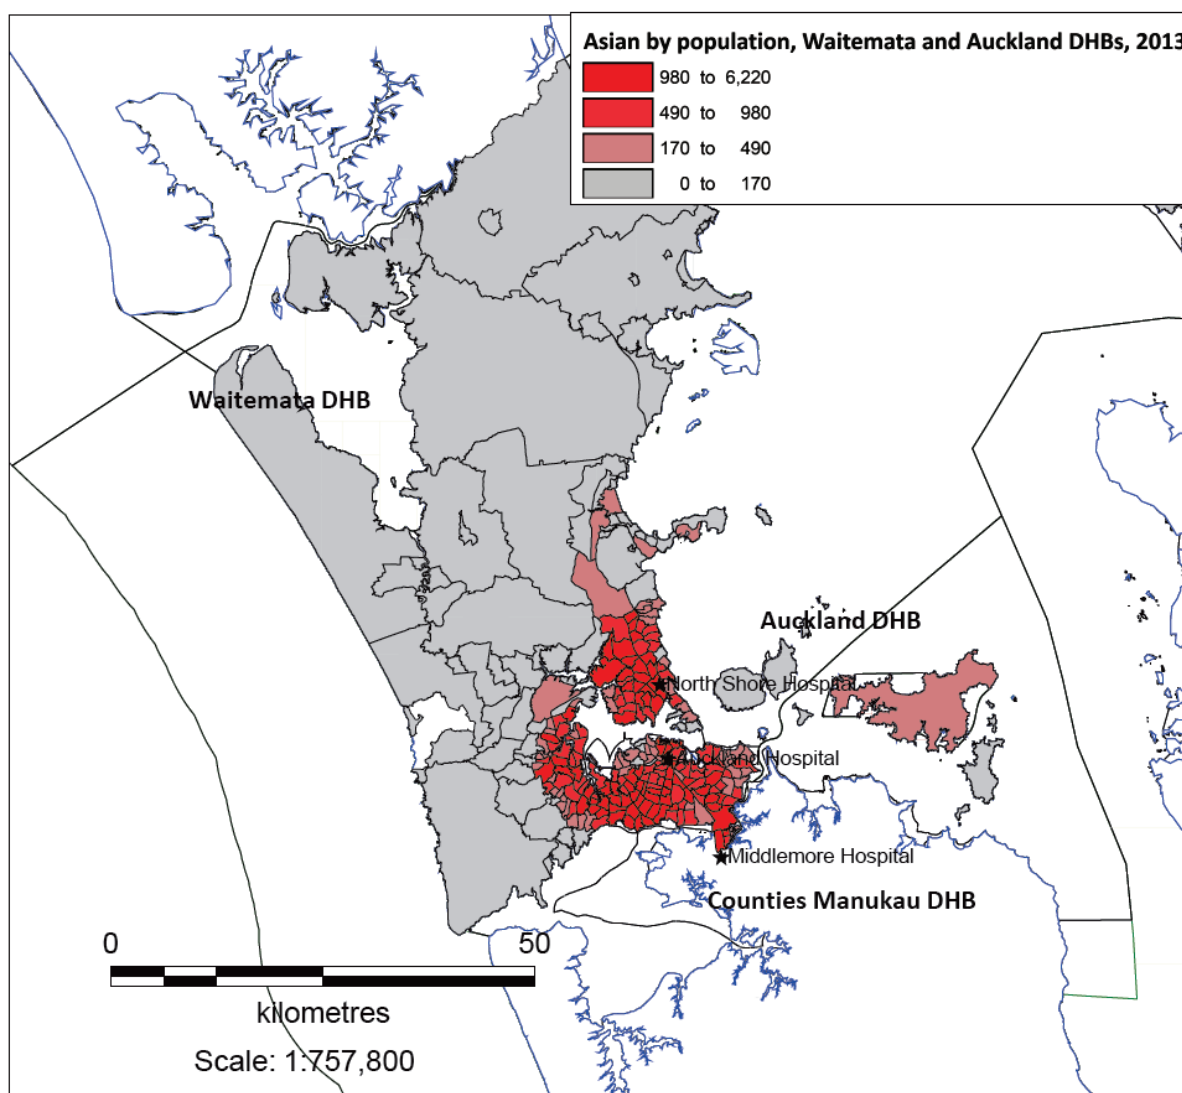 Asian by population, Waitemata and Auckland DHBs, 2013
980 to 6,220
490 to 980
170 to 490
0 to 170
Waitemata DHB
Auckland DHB
North Shore Hospital
Auckland Hospital
Middlemore Hospital
Counties Manukau DHB
0 50
kilometres
Scale: 1:757,800